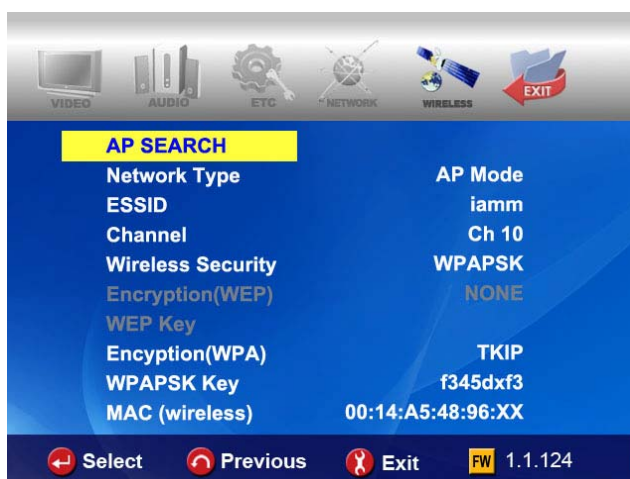 VIDEO AUDIO ETC NETWORK WIRELESS EXIT
AP SEARCH
Network Type AP Mode
ESSID iamm
Channel Ch 10
Wireless Security WPAPSK
Encryption(WEP) NONE
WEP Key
Encyption(WPA) TKIP
WPAPSK Key f345dxf3
MAC (wireless) 00:14:A5:48:96:XX
Select Previous Exit FW 1.1.124